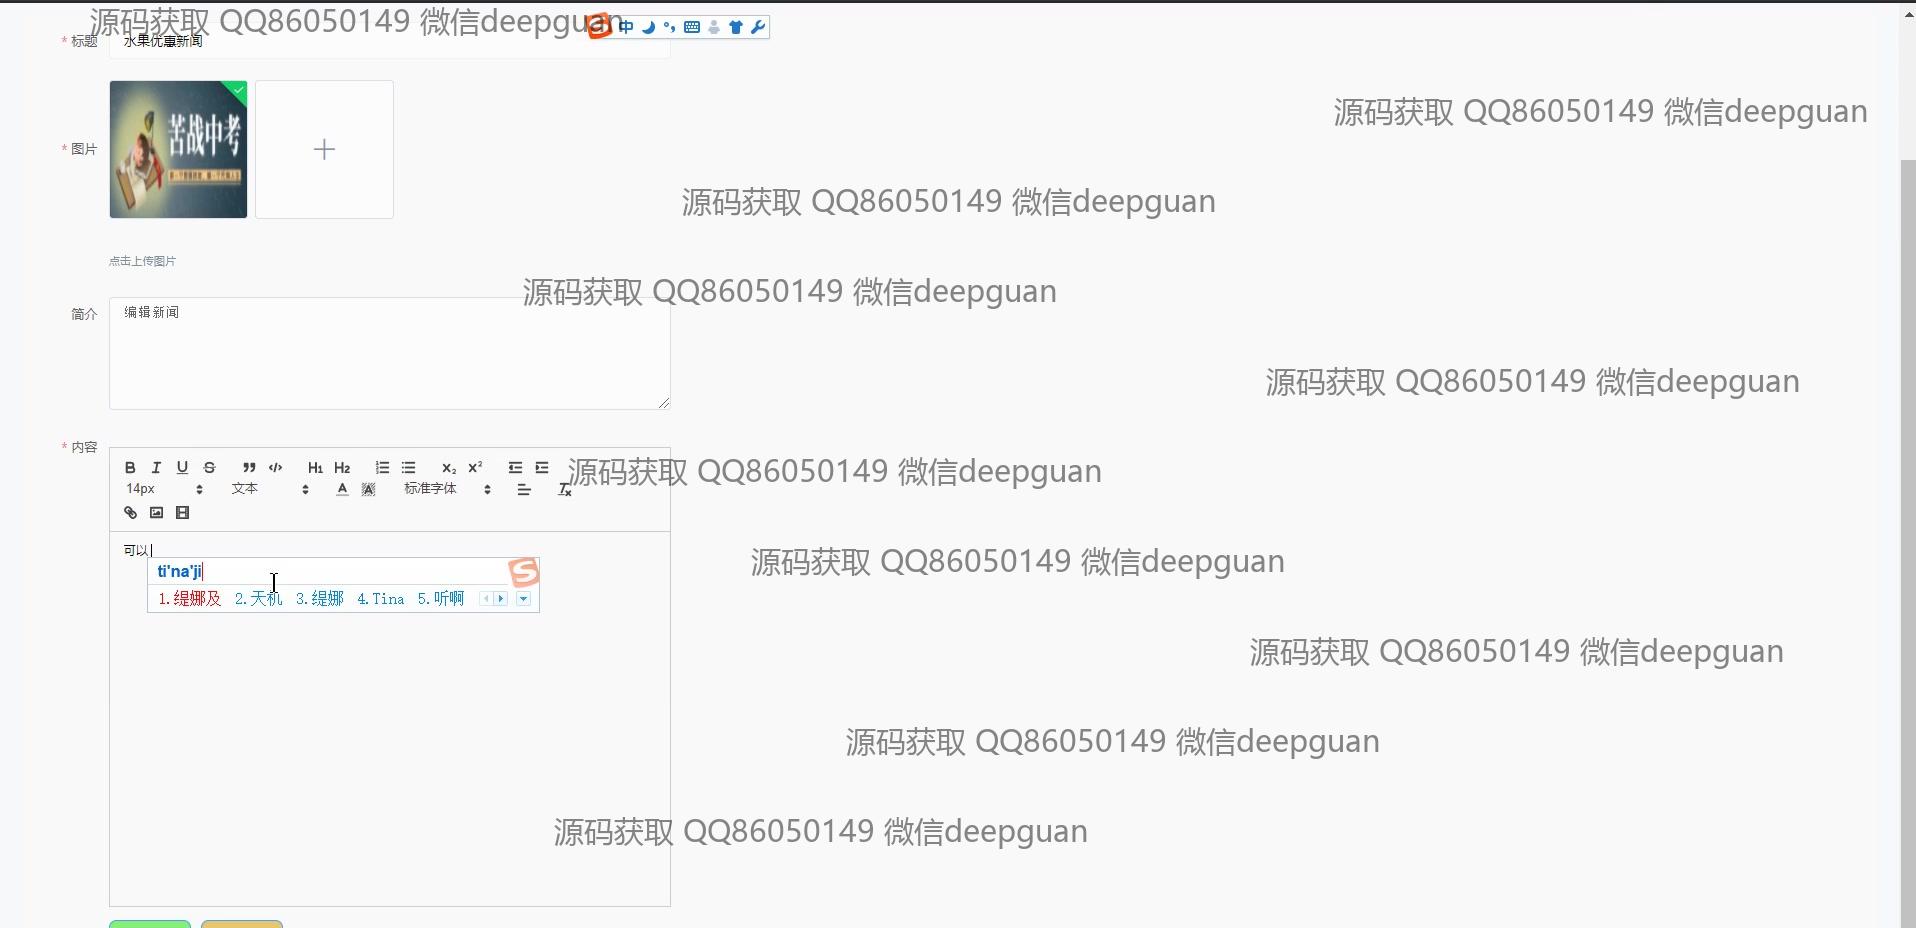 源码获取 QQ86050149 微信deepguan
中
* 标题
水果优惠新闻
源码获取 QQ86050149 微信deepguan
苦战中考
* 图片
源码获取 QQ86050149 微信deepguan
点击上传图片
源码获取 QQ86050149 微信deepguan
简介
编辑新闻
源码获取 QQ86050149 微信deepguan
* 内容
B I U S H1 H2 X₂ X²
源码获取 QQ86050149 微信deepguan
14px 文本 A A 标准字体 Tx
可以
源码获取 QQ86050149 微信deepguan
ti'na'ji
1.缇娜及 2.天机 3.缇娜 4.Tina 5.听啊
源码获取 QQ86050149 微信deepguan
源码获取 QQ86050149 微信deepguan
源码获取 QQ86050149 微信deepguan